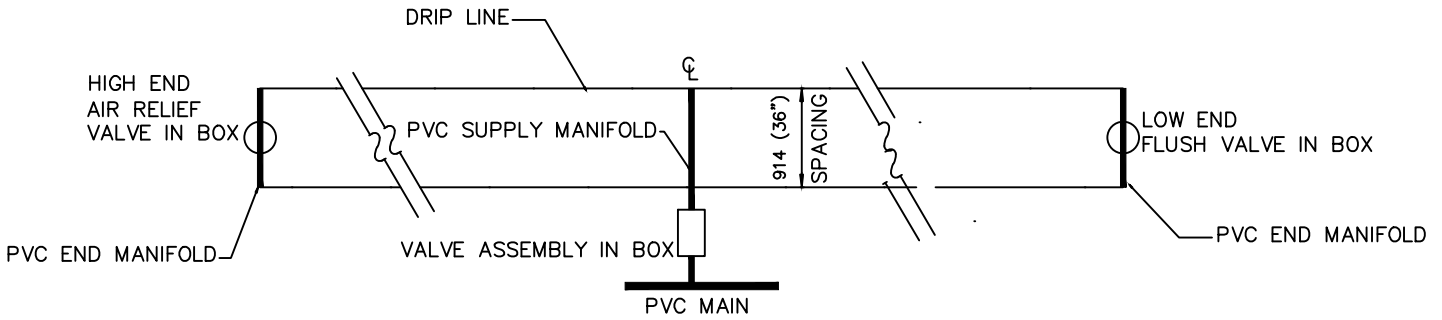 DRIP LINE
HIGH END
AIR RELIEF
VALVE IN BOX
℄
PVC SUPPLY MANIFOLD
914 (36")
SPACING
LOW END
FLUSH VALVE IN BOX
PVC END MANIFOLD
VALVE ASSEMBLY IN BOX
PVC END MANIFOLD
PVC MAIN